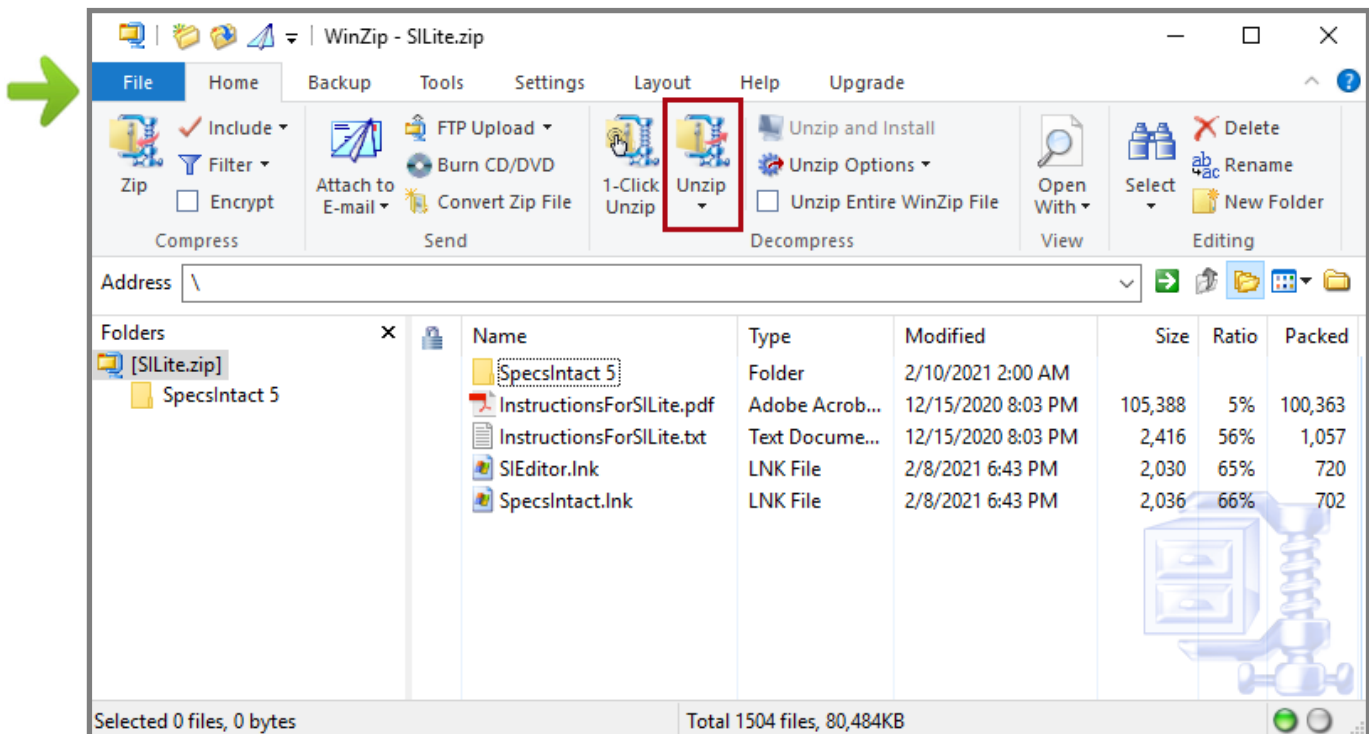 WinZip - SILite.zip
File Home Backup Tools Settings Layout Help Upgrade
Zip
Include
Filter
Encrypt
Compress
Attach to
E-mail
FTP Upload
Burn CD/DVD
Convert Zip File
Send
1-Click
Unzip
Unzip
Unzip and Install
Unzip Options
Unzip Entire WinZip File
Decompress
Open
With
View
Select
Delete
Rename
New Folder
Editing
Address \
Folders
[SILite.zip]
SpecsIntact 5
Name Type Modified Size Ratio Packed
SpecsIntact 5 Folder 2/10/2021 2:00 AM
InstructionsForSILite.pdf Adobe Acrob... 12/15/2020 8:03 PM 105,388 5% 100,363
InstructionsForSILite.txt Text Docume... 12/15/2020 8:03 PM 2,416 56% 1,057
SIEditor.lnk LNK File 2/8/2021 6:43 PM 2,030 65% 720
SpecsIntact.lnk LNK File 2/8/2021 6:43 PM 2,036 66% 702
Selected 0 files, 0 bytes
Total 1504 files, 80,484KB